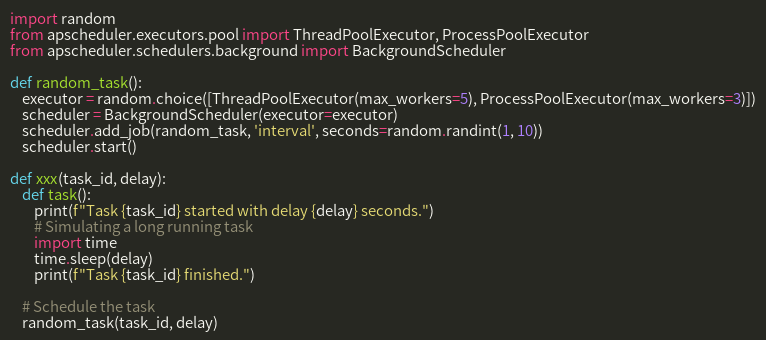 import random
from apscheduler.executors.pool import ThreadPoolExecutor, ProcessPoolExecutor
from apscheduler.schedulers.background import BackgroundScheduler

def random_task():
    executor = random.choice([ThreadPoolExecutor(max_workers=5), ProcessPoolExecutor(max_workers=3)])
    scheduler = BackgroundScheduler(executor=executor)
    scheduler.add_job(random_task, 'interval', seconds=random.randint(1, 10))
    scheduler.start()

def xxx(task_id, delay):
    def task():
        print(f"Task {task_id} started with delay {delay} seconds.")
        # Simulating a long running task
        import time
        time.sleep(delay)
        print(f"Task {task_id} finished.")

    # Schedule the task
    random_task(task_id, delay)